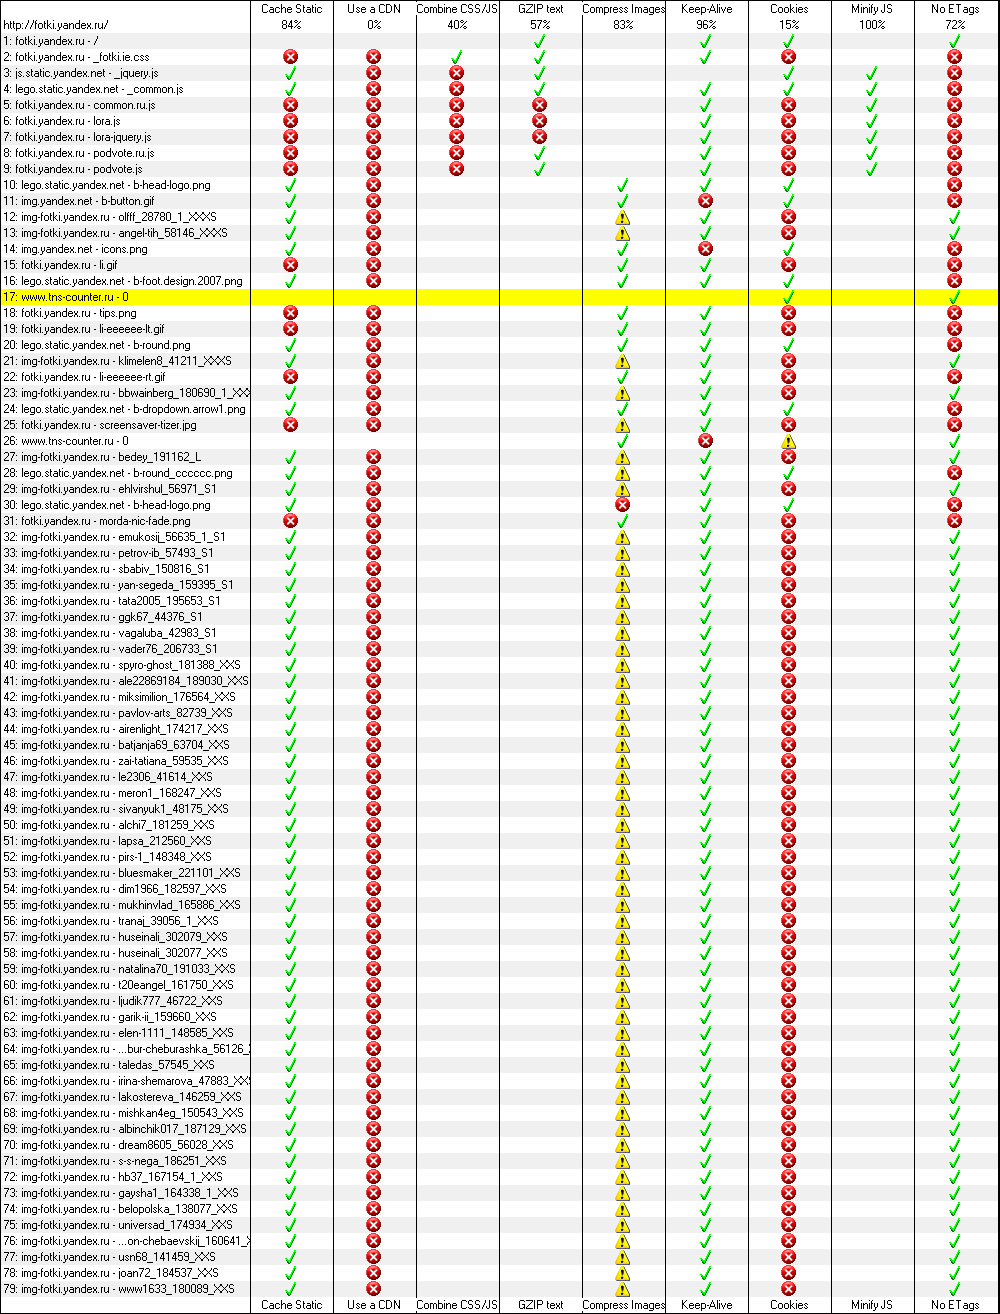 Cache Static Use a CDN Combine CSS/JS GZIP text Compress Images Keep-Alive Cookies Minify JS No ETags
http://fotki.yandex.ru/ 84% 0% 40% 57% 83% 96% 15% 100% 72%
1: fotki.yandex.ru - /
2: fotki.yandex.ru - _fotki.ie.css
3: js.static.yandex.net - _jquery.js
4: lego.static.yandex.net - _common.js
5: fotki.yandex.ru - common.ru.js
6: fotki.yandex.ru - lora.js
7: fotki.yandex.ru - lora-jquery.js
8: fotki.yandex.ru - podvote.ru.js
9: fotki.yandex.ru - podvote.js
10: lego.static.yandex.net - b-head-logo.png
11: img.yandex.net - b-button.gif
12: img-fotki.yandex.ru - olfff_28780_1_XXXS
13: img-fotki.yandex.ru - angel-tih_58146_XXXS
14: img.yandex.net - icons.png
15: fotki.yandex.ru - li.gif
16: lego.static.yandex.net - b-foot.design.2007.png
17: www.tns-counter.ru - 0
18: fotki.yandex.ru - tips.png
19: fotki.yandex.ru - li-eeeeee-lt.gif
20: lego.static.yandex.net - b-round.png
21: img-fotki.yandex.ru - klimelen8_41211_XXXS
22: fotki.yandex.ru - li-eeeeee-rt.gif
23: img-fotki.yandex.ru - bbwainberg_180690_1_XXX
24: lego.static.yandex.net - b-dropdown.arrow1.png
25: fotki.yandex.ru - screensaver-tizer.jpg
26: www.tns-counter.ru - 0
27: img-fotki.yandex.ru - bedey_191162_L
28: lego.static.yandex.net - b-round_cccccc.png
29: img-fotki.yandex.ru - ehlvirshul_56971_S1
30: lego.static.yandex.net - b-head-logo.png
31: fotki.yandex.ru - morda-nic-fade.png
32: img-fotki.yandex.ru - emukosij_56635_1_S1
33: img-fotki.yandex.ru - petrov-ib_57493_S1
34: img-fotki.yandex.ru - sbabiv_150816_S1
35: img-fotki.yandex.ru - yan-segeda_159395_S1
36: img-fotki.yandex.ru - tata2005_195653_S1
37: img-fotki.yandex.ru - ggk67_44376_S1
38: img-fotki.yandex.ru - vagaluba_42983_S1
39: img-fotki.yandex.ru - vader76_206733_S1
40: img-fotki.yandex.ru - spyro-ghost_181388_XXS
41: img-fotki.yandex.ru - ale22869184_189030_XXS
42: img-fotki.yandex.ru - miksimilion_176564_XXS
43: img-fotki.yandex.ru - pavlov-arts_82739_XXS
44: img-fotki.yandex.ru - airenlight_174217_XXS
45: img-fotki.yandex.ru - batjanja69_63704_XXS
46: img-fotki.yandex.ru - zai-tatiana_59535_XXS
47: img-fotki.yandex.ru - le2306_41614_XXS
48: img-fotki.yandex.ru - meron1_168247_XXS
49: img-fotki.yandex.ru - sivanyuk1_48175_XXS
50: img-fotki.yandex.ru - alchi7_181259_XXS
51: img-fotki.yandex.ru - lapsa_212560_XXS
52: img-fotki.yandex.ru - pirs-1_148348_XXS
53: img-fotki.yandex.ru - bluesmaker_221101_XXS
54: img-fotki.yandex.ru - dim1966_182597_XXS
55: img-fotki.yandex.ru - mukhinvlad_165886_XXS
56: img-fotki.yandex.ru - tranaj_39056_1_XXS
57: img-fotki.yandex.ru - huseinali_302079_XXS
58: img-fotki.yandex.ru - huseinali_302077_XXS
59: img-fotki.yandex.ru - natalina70_191033_XXS
60: img-fotki.yandex.ru - t20eangel_161750_XXS
61: img-fotki.yandex.ru - ljudik777_46722_XXS
62: img-fotki.yandex.ru - garik-ii_159660_XXS
63: img-fotki.yandex.ru - elen-1111_148585_XXS
64: img-fotki.yandex.ru - ...bur-cheburashka_56126_
65: img-fotki.yandex.ru - taledas_57545_XXS
66: img-fotki.yandex.ru - irina-shemarova_47883_XXS
67: img-fotki.yandex.ru - lakostereva_146259_XXS
68: img-fotki.yandex.ru - mishkan4eg_150543_XXS
69: img-fotki.yandex.ru - albinchik017_187129_XXS
70: img-fotki.yandex.ru - dream8605_56028_XXS
71: img-fotki.yandex.ru - s-s-nega_186251_XXS
72: img-fotki.yandex.ru - hb37_167154_1_XXS
73: img-fotki.yandex.ru - gaysha1_164338_1_XXS
74: img-fotki.yandex.ru - belopolska_138077_XXS
75: img-fotki.yandex.ru - universad_174934_XXS
76: img-fotki.yandex.ru - ...on-chebaevskij_160641_X
77: img-fotki.yandex.ru - usn68_141459_XXS
78: img-fotki.yandex.ru - joan72_184537_XXS
79: img-fotki.yandex.ru - www1633_180089_XXS
Cache Static Use a CDN Combine CSS/JS GZIP text Compress Images Keep-Alive Cookies Minify JS No ETags